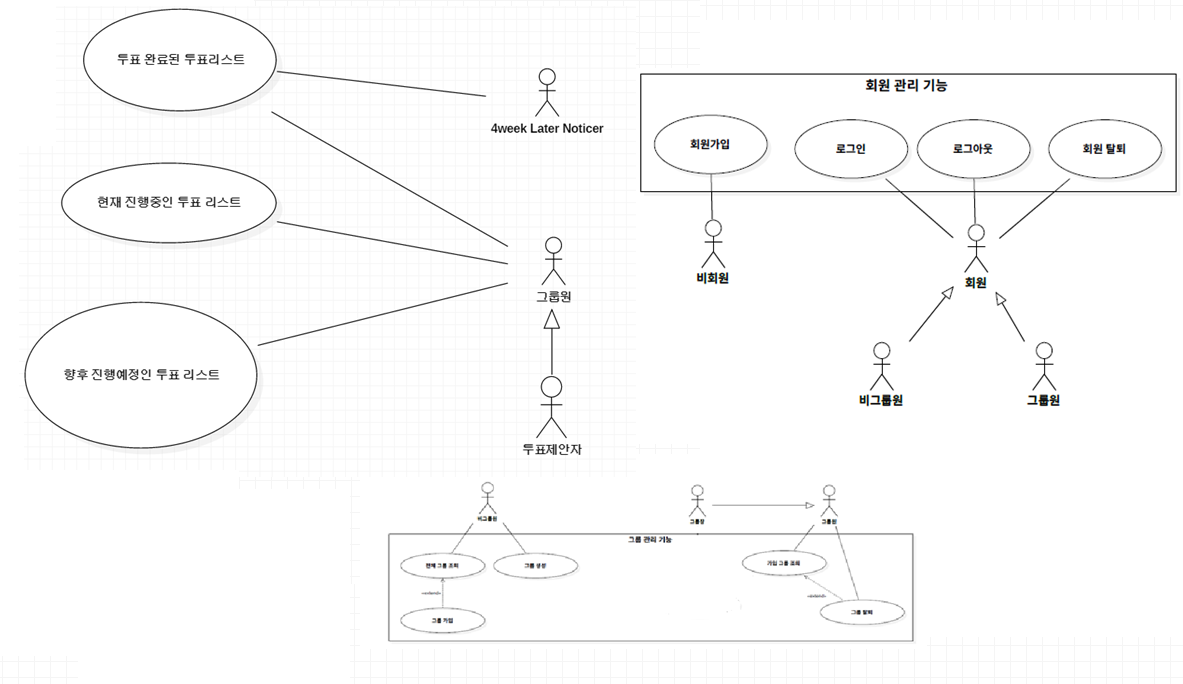 투표 완료된 투표리스트
4week Later Noticer
현재 진행중인 투표 리스트
그룹원
향후 진행예정인 투표 리스트
투표제안자
회원 관리 기능
회원가입
로그인
로그아웃
회원 탈퇴
비회원
회원
비그룹원
그룹원
비그룹원
그룹장
그룹원
그룹 관리 기능
전체 그룹 조회
그룹 생성
가입 그룹 조회
그룹 가입
그룹 탈퇴